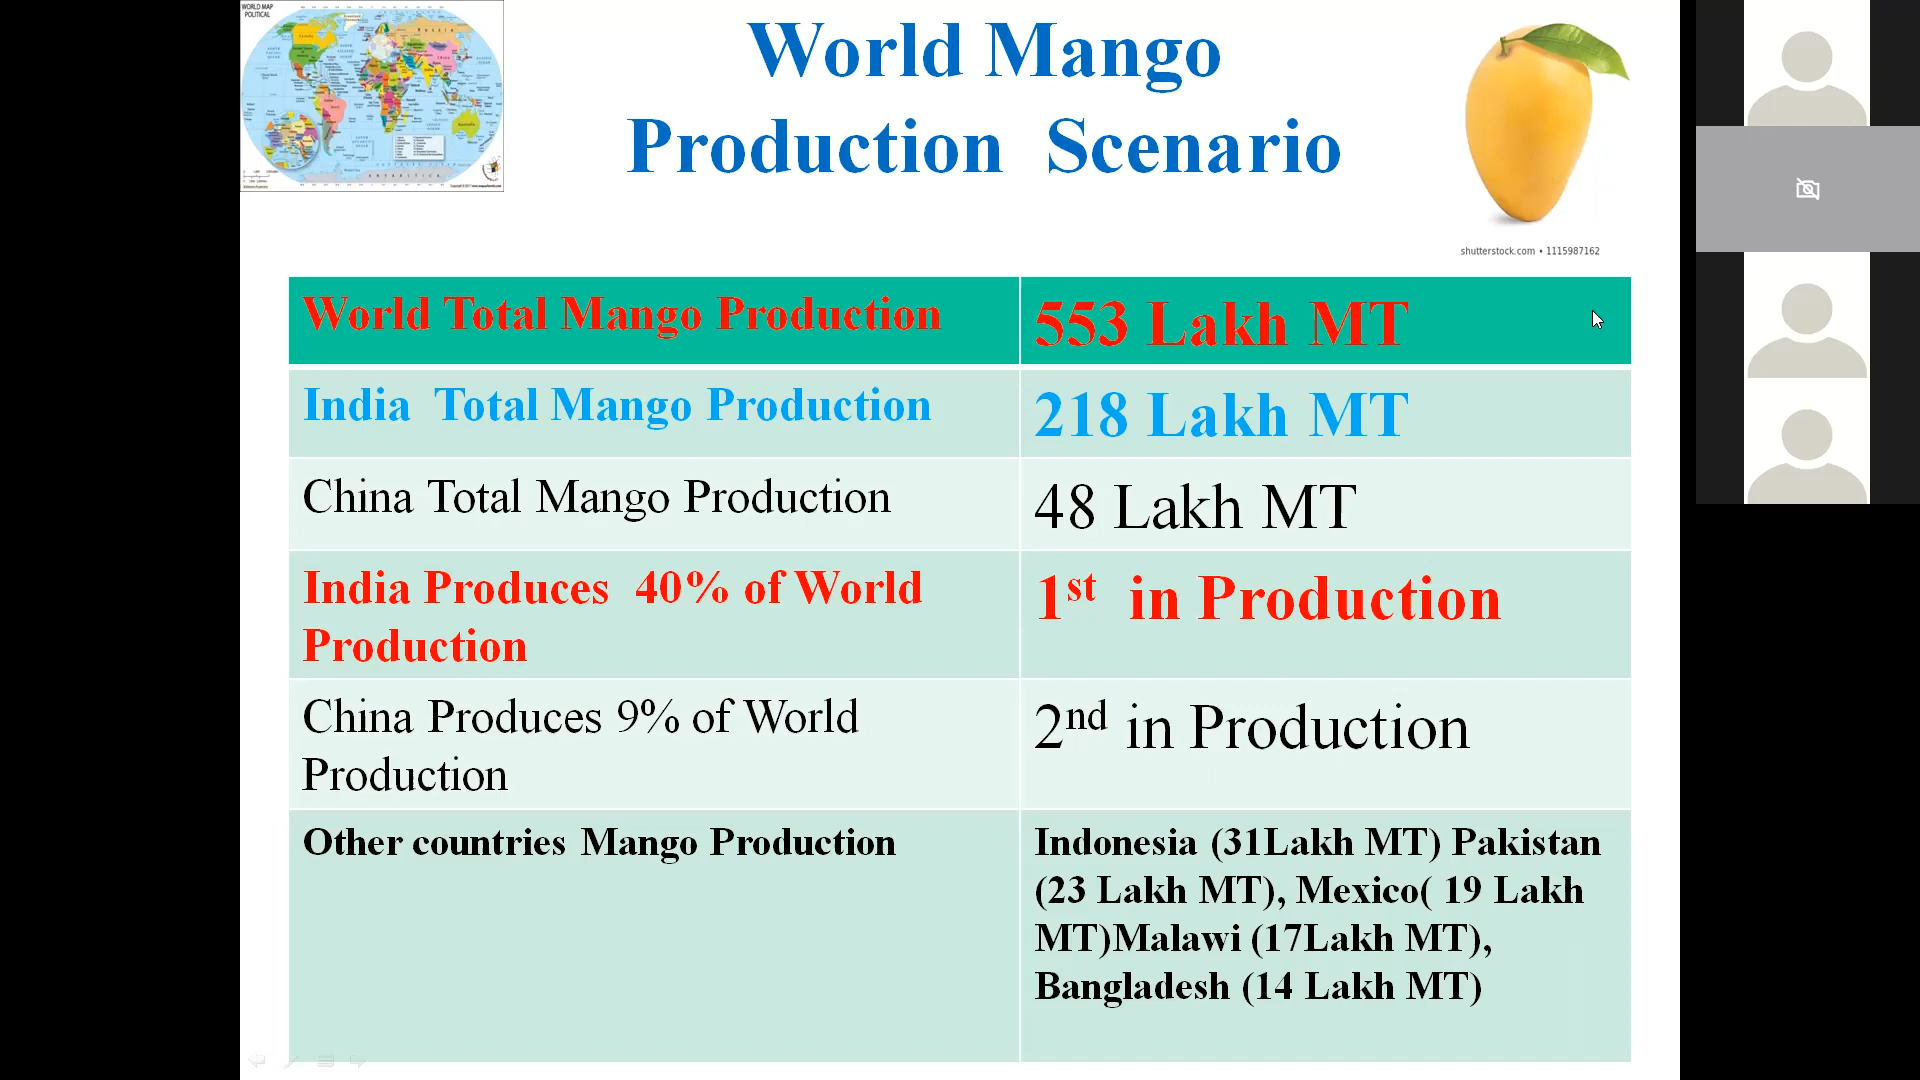 WORLD MAP
POLITICAL
World Mango
Production Scenario
shutterstock.com • 1115987162
World Total Mango Production
553 Lakh MT
India Total Mango Production
218 Lakh MT
China Total Mango Production
48 Lakh MT
India Produces 40% of World
Production
1st in Production
China Produces 9% of World
Production
2nd in Production
Other countries Mango Production
Indonesia (31Lakh MT) Pakistan
(23 Lakh MT), Mexico( 19 Lakh
MT)Malawi (17Lakh MT),
Bangladesh (14 Lakh MT)